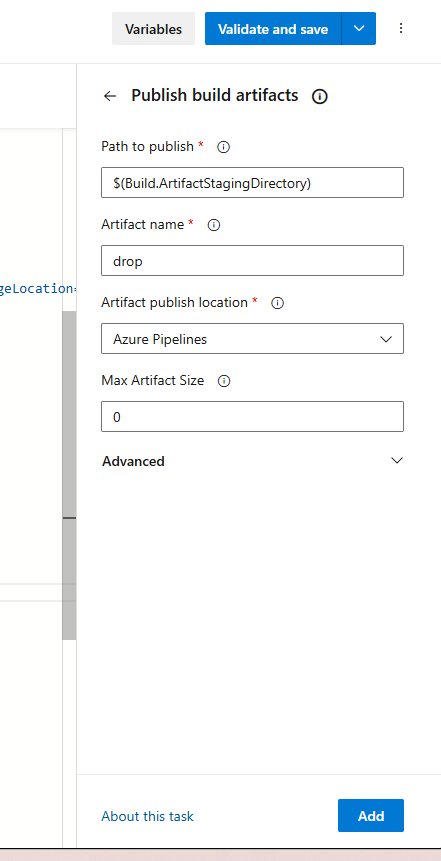 Variables
Validate and save
Publish build artifacts
Path to publish *
$(Build.ArtifactStagingDirectory)
Artifact name *
drop
geLocation=
Artifact publish location *
Azure Pipelines
Max Artifact Size
0
Advanced
About this task
Add